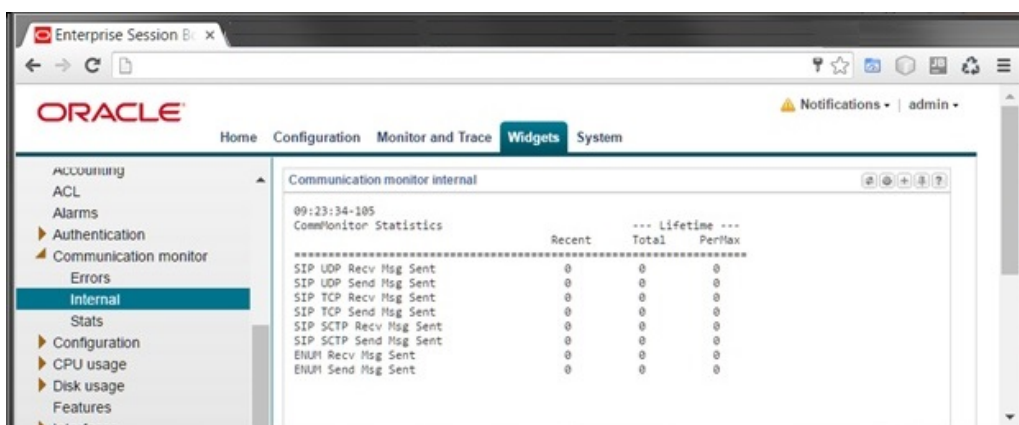 Enterprise Session Bo
ORACLE
Notifications | admin
Home Configuration Monitor and Trace Widgets System
Accounting
ACL
Alarms
Authentication
Communication monitor
Errors
Internal
Stats
Configuration
CPU usage
Disk usage
Features
Communication monitor internal
09:23:34-105
CommMonitor Statistics --- Lifetime ---
Recent Total PerMax
==========================================================
SIP UDP Recv Msg Sent 0 0 0
SIP UDP Send Msg Sent 0 0 0
SIP TCP Recv Msg Sent 0 0 0
SIP TCP Send Msg Sent 0 0 0
SIP SCTP Recv Msg Sent 0 0 0
SIP SCTP Send Msg Sent 0 0 0
ENUM Recv Msg Sent 0 0 0
ENUM Send Msg Sent 0 0 0